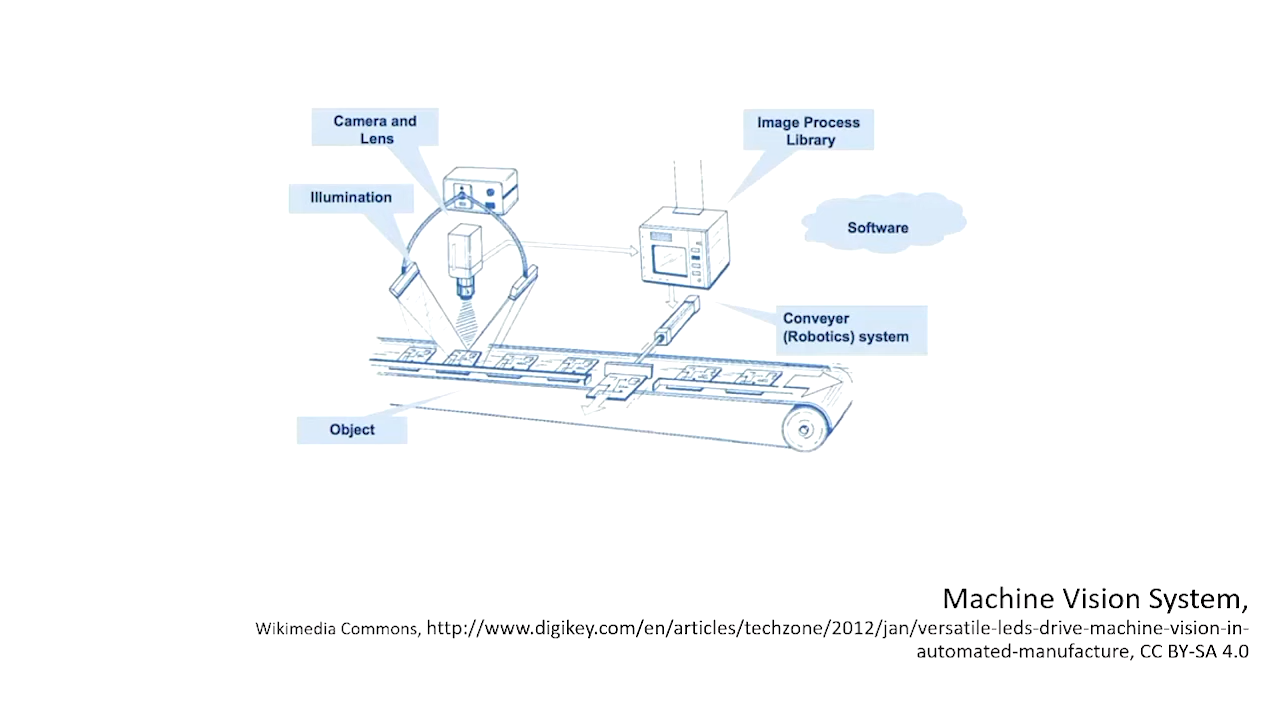 Camera and
Lens
Image Process
Library
Illumination
Software
Conveyer
(Robotics) system
Object
Machine Vision System,
Wikimedia Commons, http://www.digikey.com/en/articles/techzone/2012/jan/versatile-leds-drive-machine-vision-in-
automated-manufacture, CC BY-SA 4.0